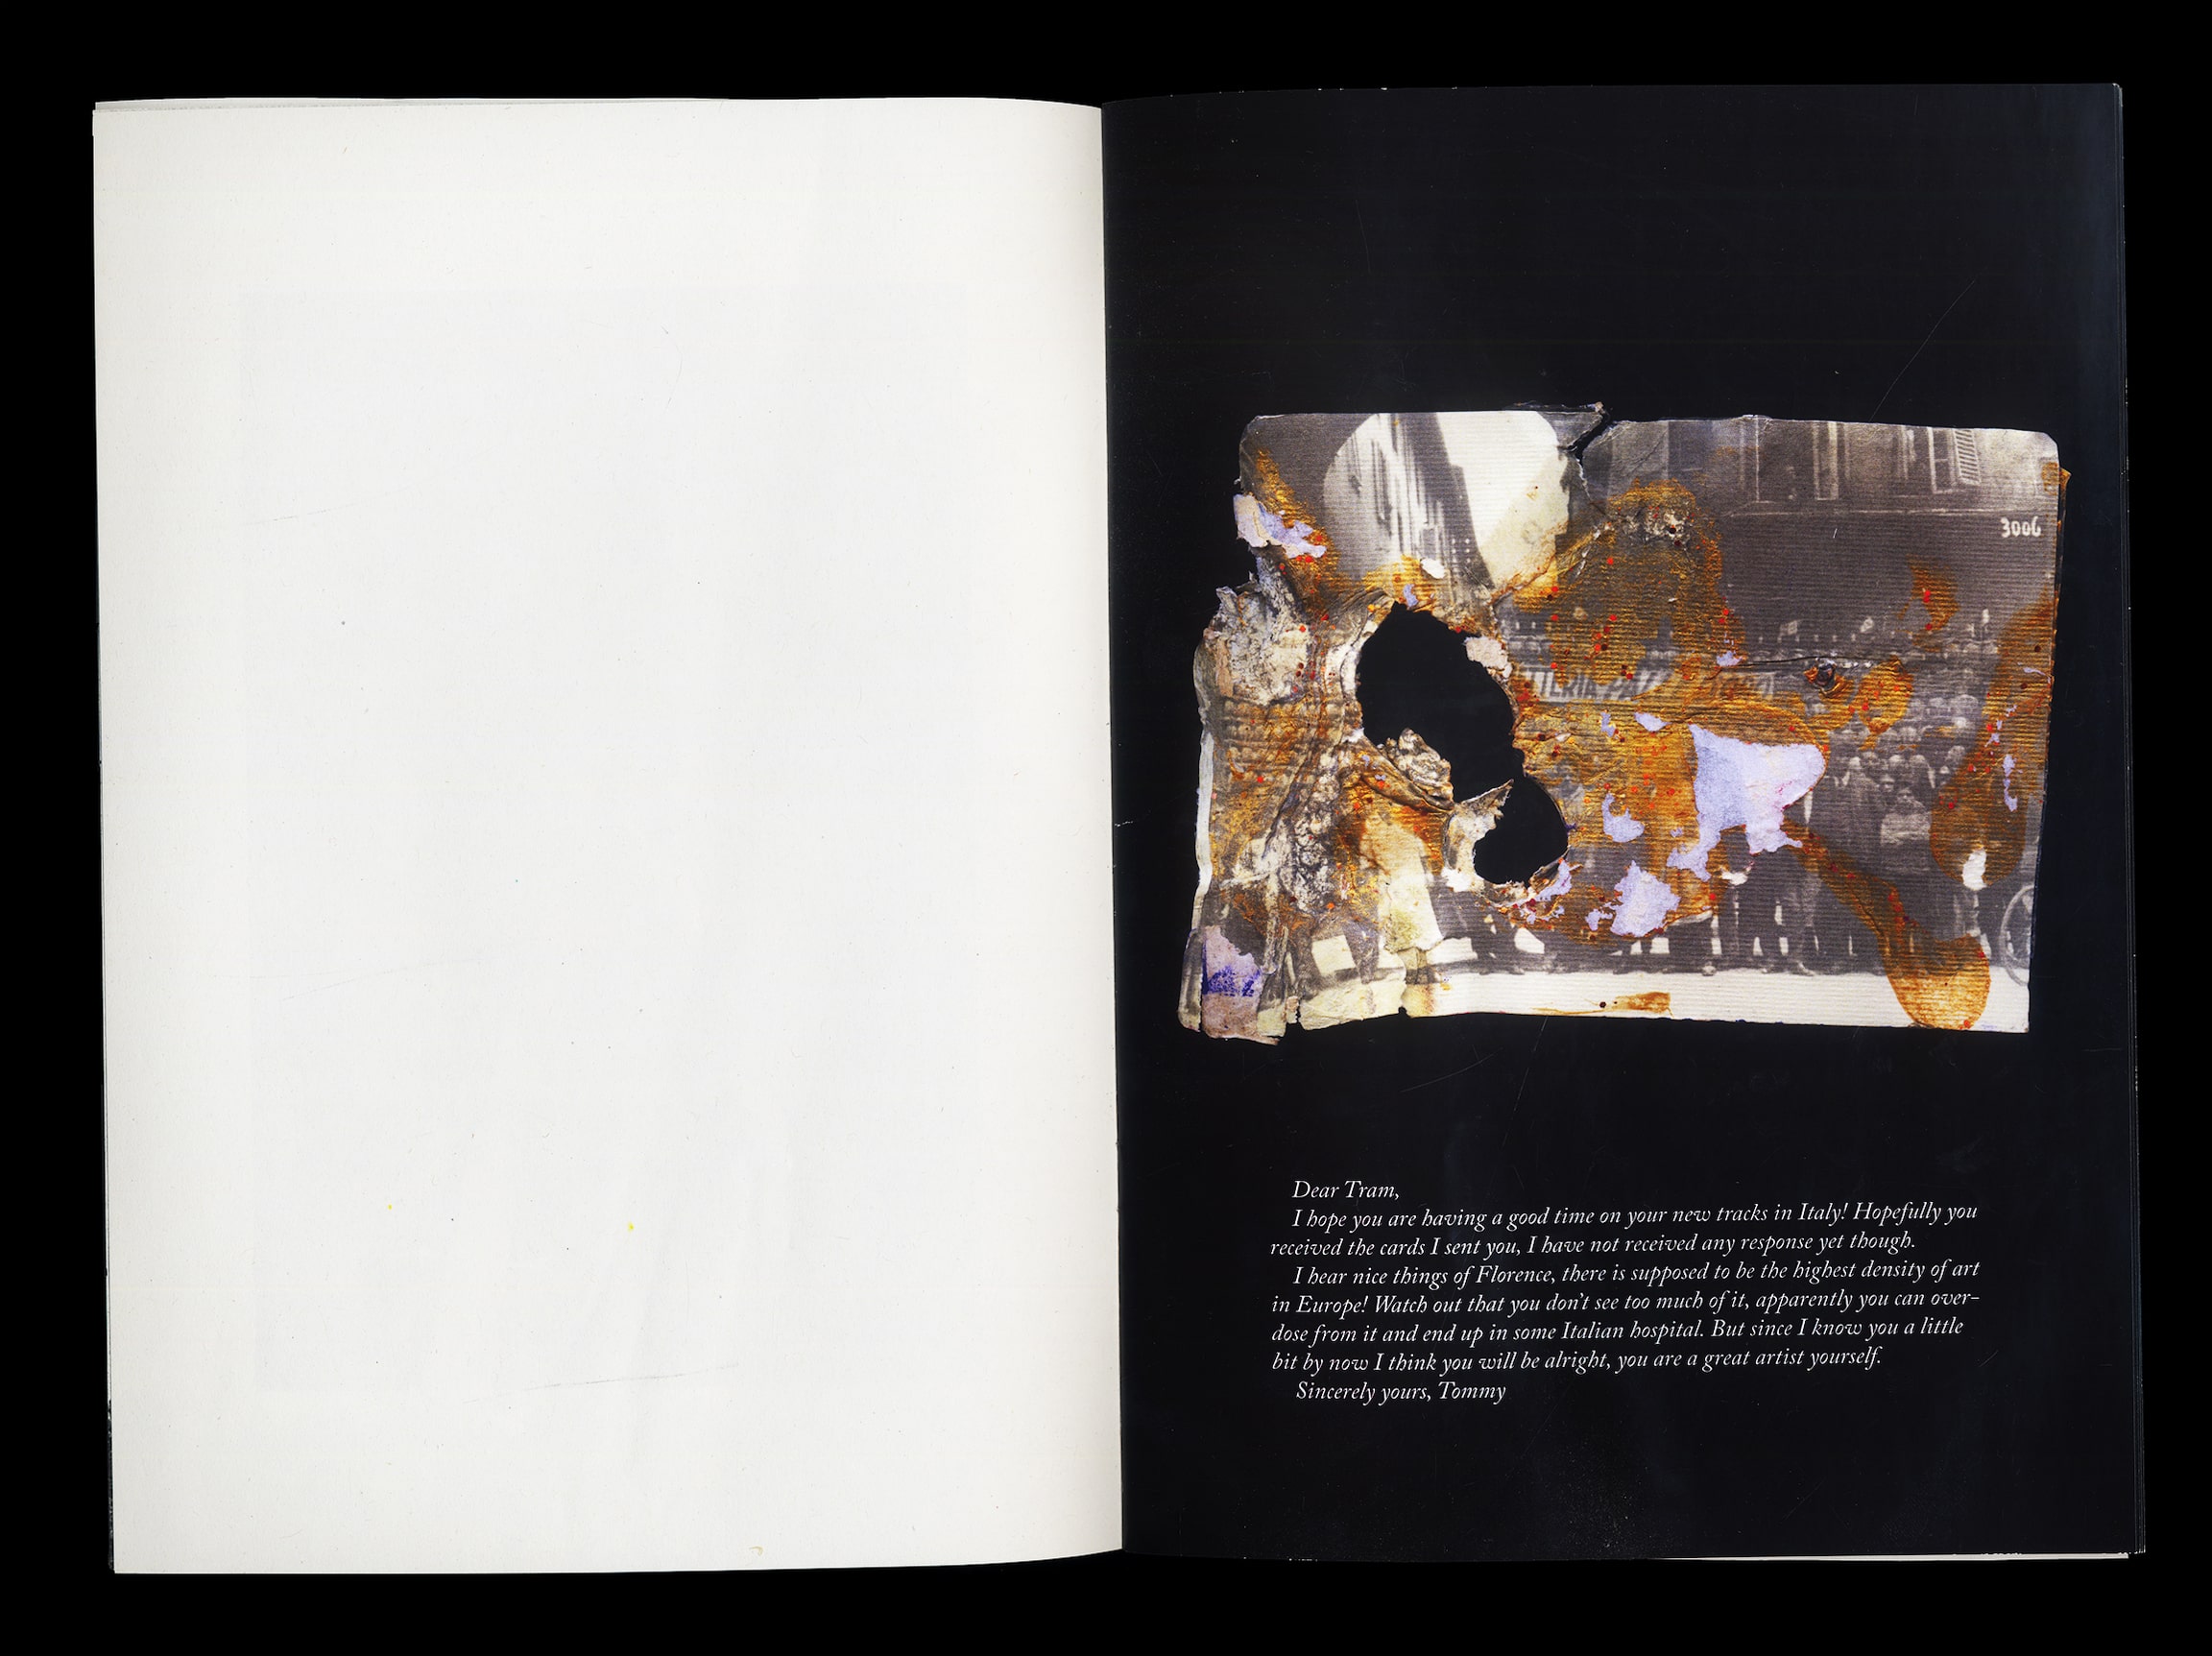 3006
Dear Tram,
I hope you are having a good time on your new tracks in Italy! Hopefully you
received the cards I sent you, I have not received any response yet though.
I hear nice things of Florence, there is supposed to be the highest density of art
in Europe! Watch out that you don't see too much of it, apparently you can over-
dose from it and end up in some Italian hospital. But since I know you a little
bit by now I think you will be alright, you are a great artist yourself.
Sincerely yours, Tommy